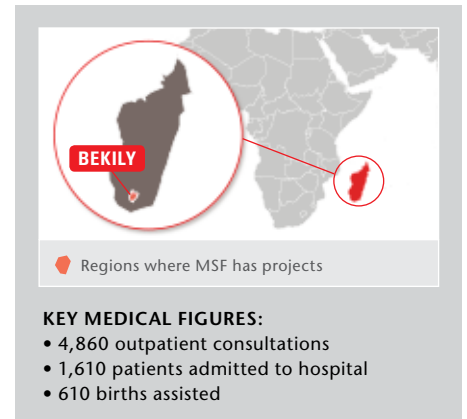 BEKILY
Regions where MSF has projects
KEY MEDICAL FIGURES:
• 4,860 outpatient consultations
• 1,610 patients admitted to hospital
• 610 births assisted